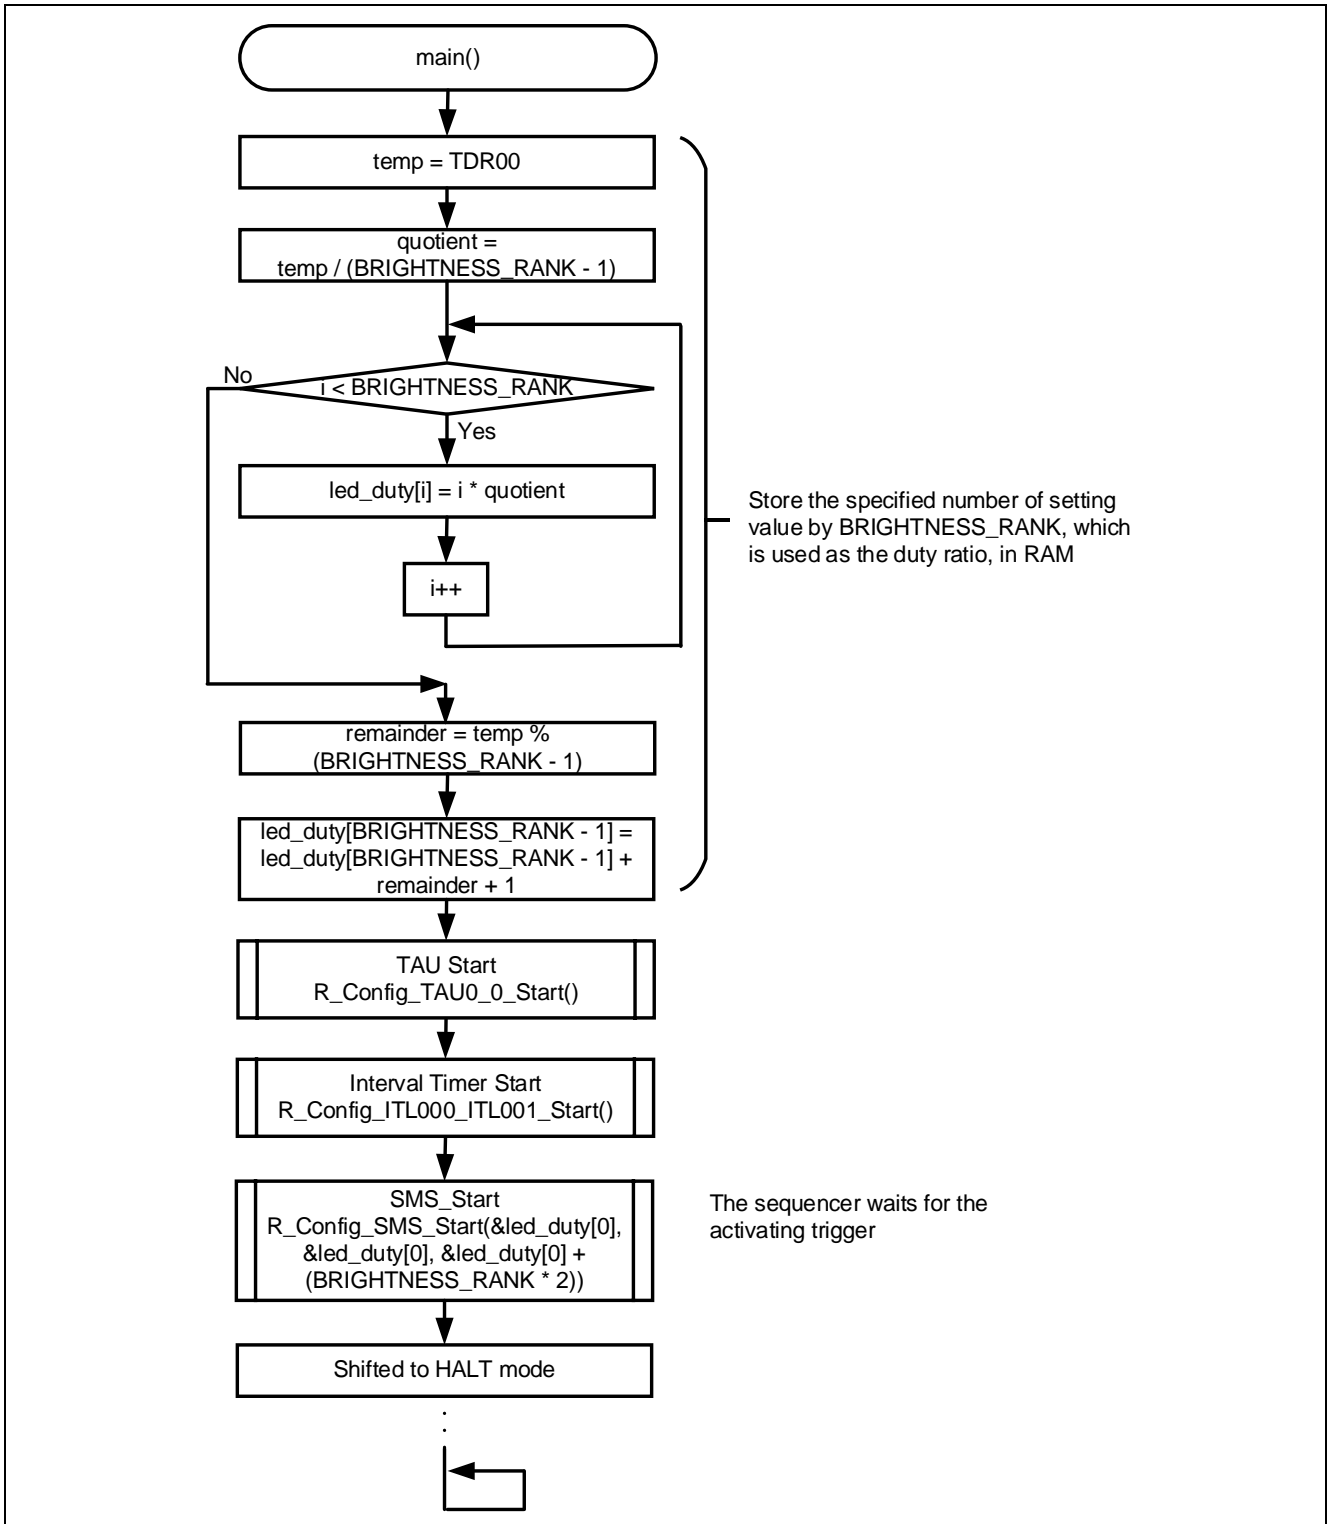 main()
temp = TDR00
quotient =
temp / (BRIGHTNESS_RANK - 1)
No
i < BRIGHTNESS_RANK
Yes
led_duty[i] = i * quotient
i++
Store the specified number of setting
value by BRIGHTNESS_RANK, which
is used as the duty ratio, in RAM
remainder = temp %
(BRIGHTNESS_RANK - 1)
led_duty[BRIGHTNESS_RANK - 1] =
led_duty[BRIGHTNESS_RANK - 1] +
remainder + 1
TAU Start
R_Config_TAU0_0_Start()
Interval Timer Start
R_Config_ITL000_ITL001_Start()
SMS_Start
R_Config_SMS_Start(&led_duty[0],
&led_duty[0], &led_duty[0] +
(BRIGHTNESS_RANK * 2))
The sequencer waits for the
activating trigger
Shifted to HALT mode